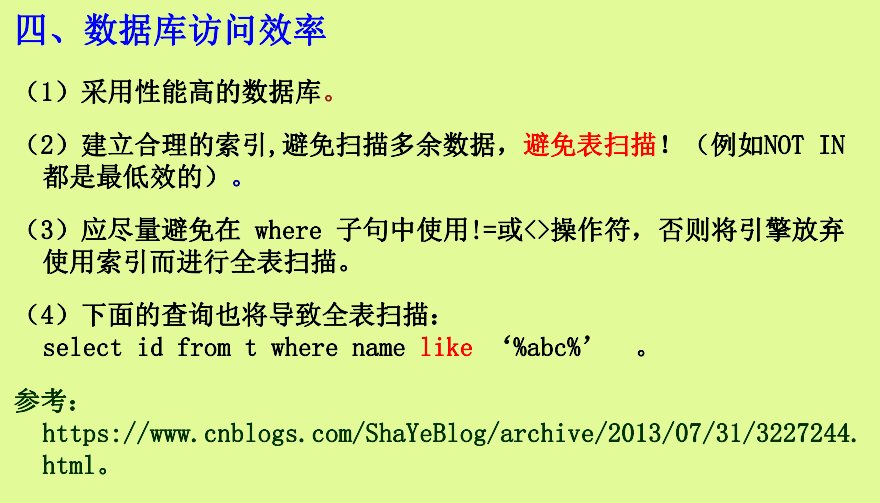 四、数据库访问效率
（1）采用性能高的数据库。
（2）建立合理的索引,避免扫描多余数据，避免表扫描！（例如NOT IN
都是最低效的）。
（3）应尽量避免在 where 子句中使用!=或<>操作符，否则将引擎放弃
使用索引而进行全表扫描。
（4）下面的查询也将导致全表扫描：
select id from t where name like ‘%abc%’ 。
参考：
https://www.cnblogs.com/ShaYeBlog/archive/2013/07/31/3227244.
html。